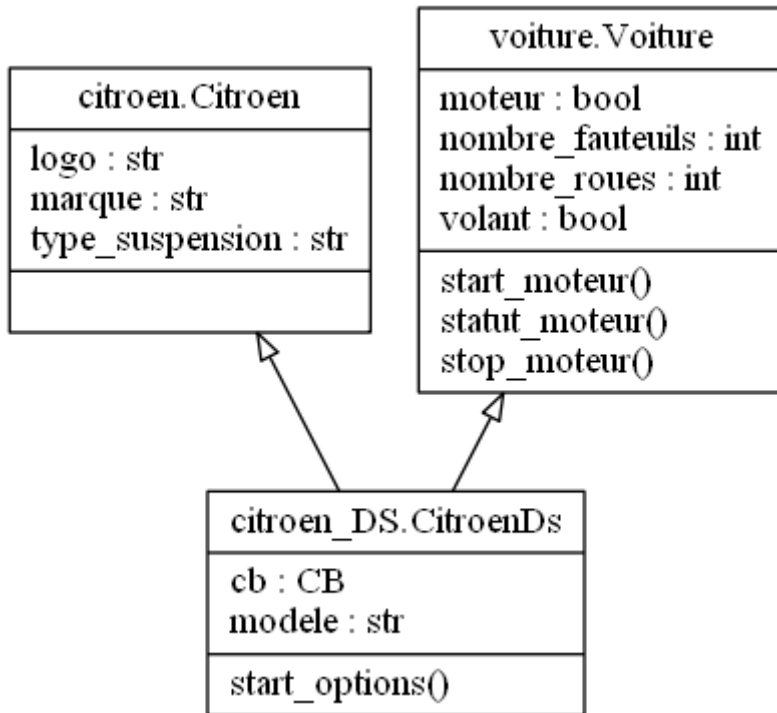 citroen.Citroen
logo : str
marque : str
type_suspension : str
voiture.Voiture
moteur : bool
nombre_fauteuils : int
nombre_roues : int
volant : bool
start_moteur()
statut_moteur()
stop_moteur()
citroen_DS.CitroenDs
cb : CB
modele : str
start_options()